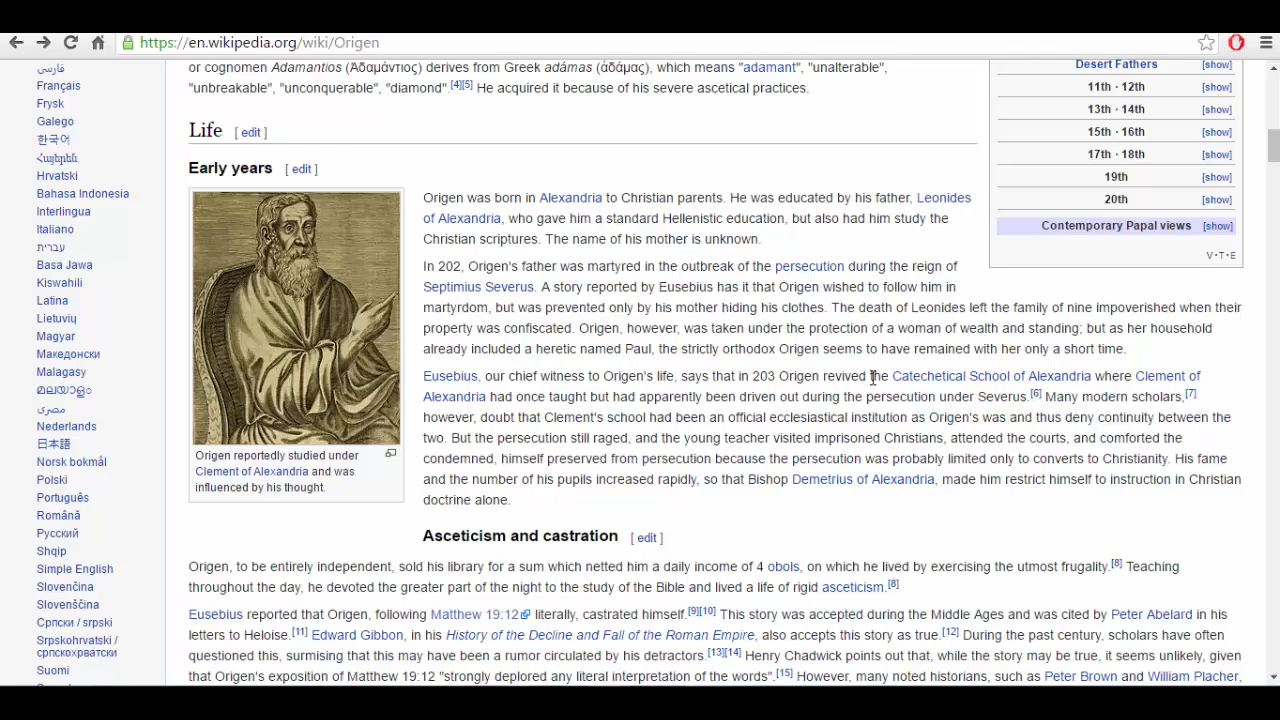 https://en.wikipedia.org/wiki/Origen
فارسی
Français
Frysk
Galego
한국어
Հայերեն
Hrvatski
Bahasa Indonesia
Interlingua
Italiano
עברית
Basa Jawa
Kiswahili
Latina
Lietuvių
Magyar
Македонски
Malagasy
മലയാളം
مصرى
Nederlands
日本語
Norsk bokmål
Polski
Português
Română
Русский
Shqip
Simple English
Slovenčina
Slovenščina
Српски / srpski
Srpskohrvatski /
српскохрватски
Suomi
or cognomen Adamantios (Ἀδαμάντιος) derives from Greek adámas (ἀδάμας), which means "adamant", "unalterable",
"unbreakable", "unconquerable", "diamond".[4][5] He acquired it because of his severe ascetical practices.
Life [ edit ]
Early years [ edit ]
Origen reportedly studied under
Clement of Alexandria and was
influenced by his thought.
Origen was born in Alexandria to Christian parents. He was educated by his father, Leonides
of Alexandria, who gave him a standard Hellenistic education, but also had him study the
Christian scriptures. The name of his mother is unknown.
In 202, Origen's father was martyred in the outbreak of the persecution during the reign of
Septimius Severus. A story reported by Eusebius has it that Origen wished to follow him in
martyrdom, but was prevented only by his mother hiding his clothes. The death of Leonides left the family of nine impoverished when their
property was confiscated. Origen, however, was taken under the protection of a woman of wealth and standing; but as her household
already included a heretic named Paul, the strictly orthodox Origen seems to have remained with her only a short time.
Eusebius, our chief witness to Origen's life, says that in 203 Origen revived the Catechetical School of Alexandria where Clement of
Alexandria had once taught but had apparently been driven out during the persecution under Severus.[6] Many modern scholars,[7]
however, doubt that Clement's school had been an official ecclesiastical institution as Origen's was and thus deny continuity between the
two. But the persecution still raged, and the young teacher visited imprisoned Christians, attended the courts, and comforted the
condemned, himself preserved from persecution because the persecution was probably limited only to converts to Christianity. His fame
and the number of his pupils increased rapidly, so that Bishop Demetrius of Alexandria, made him restrict himself to instruction in Christian
doctrine alone.
Asceticism and castration [ edit ]
Origen, to be entirely independent, sold his library for a sum which netted him a daily income of 4 obols, on which he lived by exercising the utmost frugality.[8] Teaching
throughout the day, he devoted the greater part of the night to the study of the Bible and lived a life of rigid asceticism.[8]
Eusebius reported that Origen, following Matthew 19:12 literally, castrated himself.[9][10] This story was accepted during the Middle Ages and was cited by Peter Abelard in his
letters to Heloise.[11] Edward Gibbon, in his History of the Decline and Fall of the Roman Empire, also accepts this story as true.[12] During the past century, scholars have often
questioned this, surmising that this may have been a rumor circulated by his detractors.[13][14] Henry Chadwick points out that, while the story may be true, it seems unlikely, given
that Origen's exposition of Matthew 19:12 "strongly deplored any literal interpretation of the words".[15] However, many noted historians, such as Peter Brown and William Placher,
Desert Fathers [show]
11th · 12th [show]
13th · 14th [show]
15th · 16th [show]
17th · 18th [show]
19th [show]
20th [show]
Contemporary Papal views [show]
V · T · E